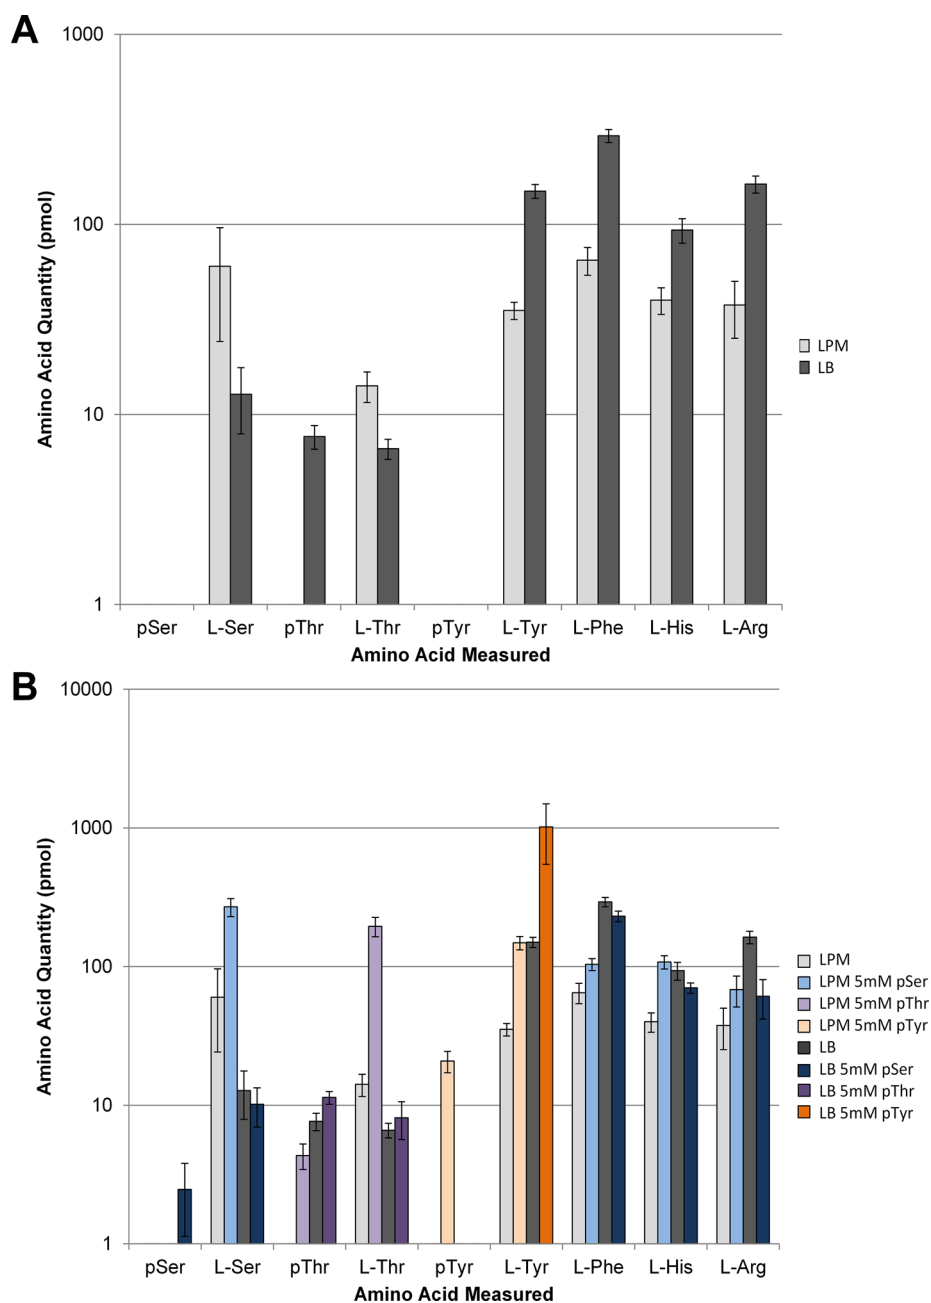 A
1000
100
10
1
Amino Acid Quantity (pmol)
pSer L-Ser pThr L-Thr pTyr L-Tyr L-Phe L-His L-Arg
Amino Acid Measured
LPM
LB
B
10000
1000
100
10
1
Amino Acid Quantity (pmol)
pSer L-Ser pThr L-Thr pTyr L-Tyr L-Phe L-His L-Arg
Amino Acid Measured
LPM
LPM 5mM pSer
LPM 5mM pThr
LPM 5mM pTyr
LB
LB 5mM pSer
LB 5mM pThr
LB 5mM pTyr